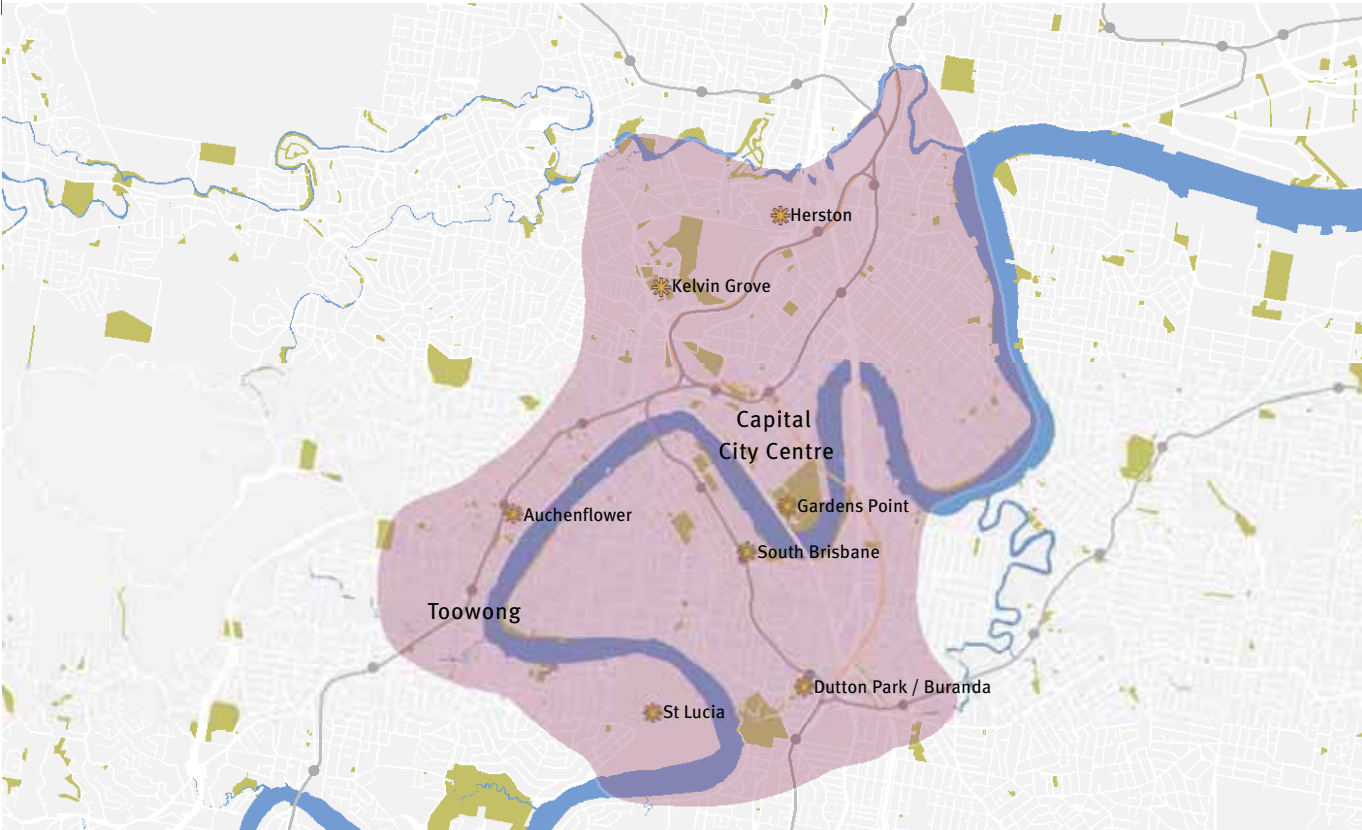 Herston
Kelvin Grove
Capital
City Centre
Gardens Point
Auchenflower
South Brisbane
Toowong
Dutton Park / Buranda
St Lucia